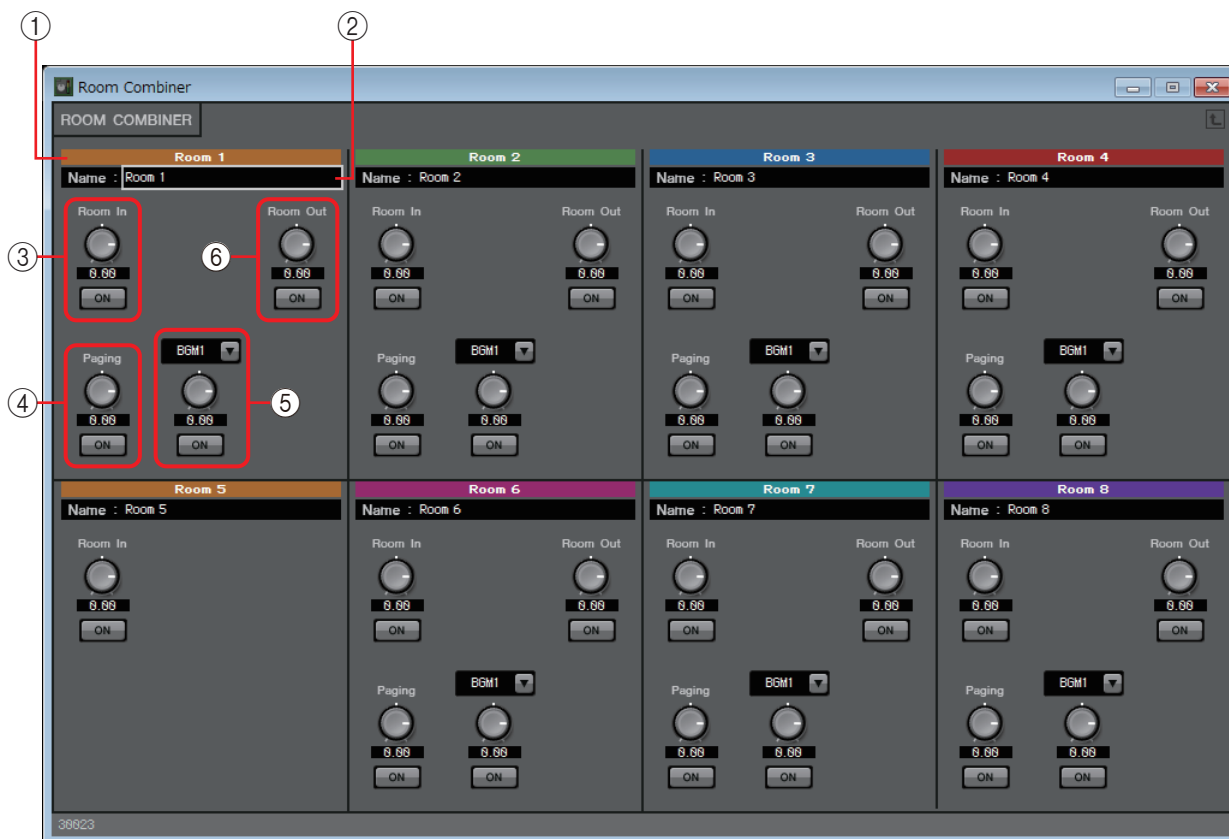 ① ②
Room Combiner
ROOM COMBINER
Room 1 Room 2 Room 3 Room 4
Name : Room 1 Name : Room 2 Name : Room 3 Name : Room 4
Room In Room Out Room In Room Out Room In Room Out Room In Room Out
③ ⑥
0.00 0.00 0.00 0.00 0.00 0.00 0.00 0.00
ON ON ON ON ON ON ON ON
Paging BGM1 Paging BGM1 Paging BGM1 Paging BGM1
④ ⑤
0.00 0.00 0.00 0.00 0.00 0.00 0.00 0.00
ON ON ON ON ON ON ON ON
Room 5 Room 6 Room 7 Room 8
Name : Room 5 Name : Room 6 Name : Room 7 Name : Room 8
Room In Room In Room Out Room In Room Out Room In Room Out
0.00 0.00 0.00 0.00 0.00 0.00 0.00
ON ON ON ON ON ON ON
Paging BGM1 Paging BGM1 Paging BGM1
0.00 0.00 0.00 0.00 0.00 0.00
ON ON ON ON ON ON
30023